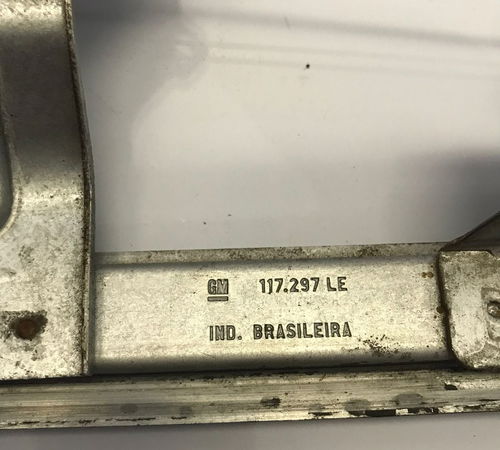 GM 117.297 LE
IND. BRASILEIRA